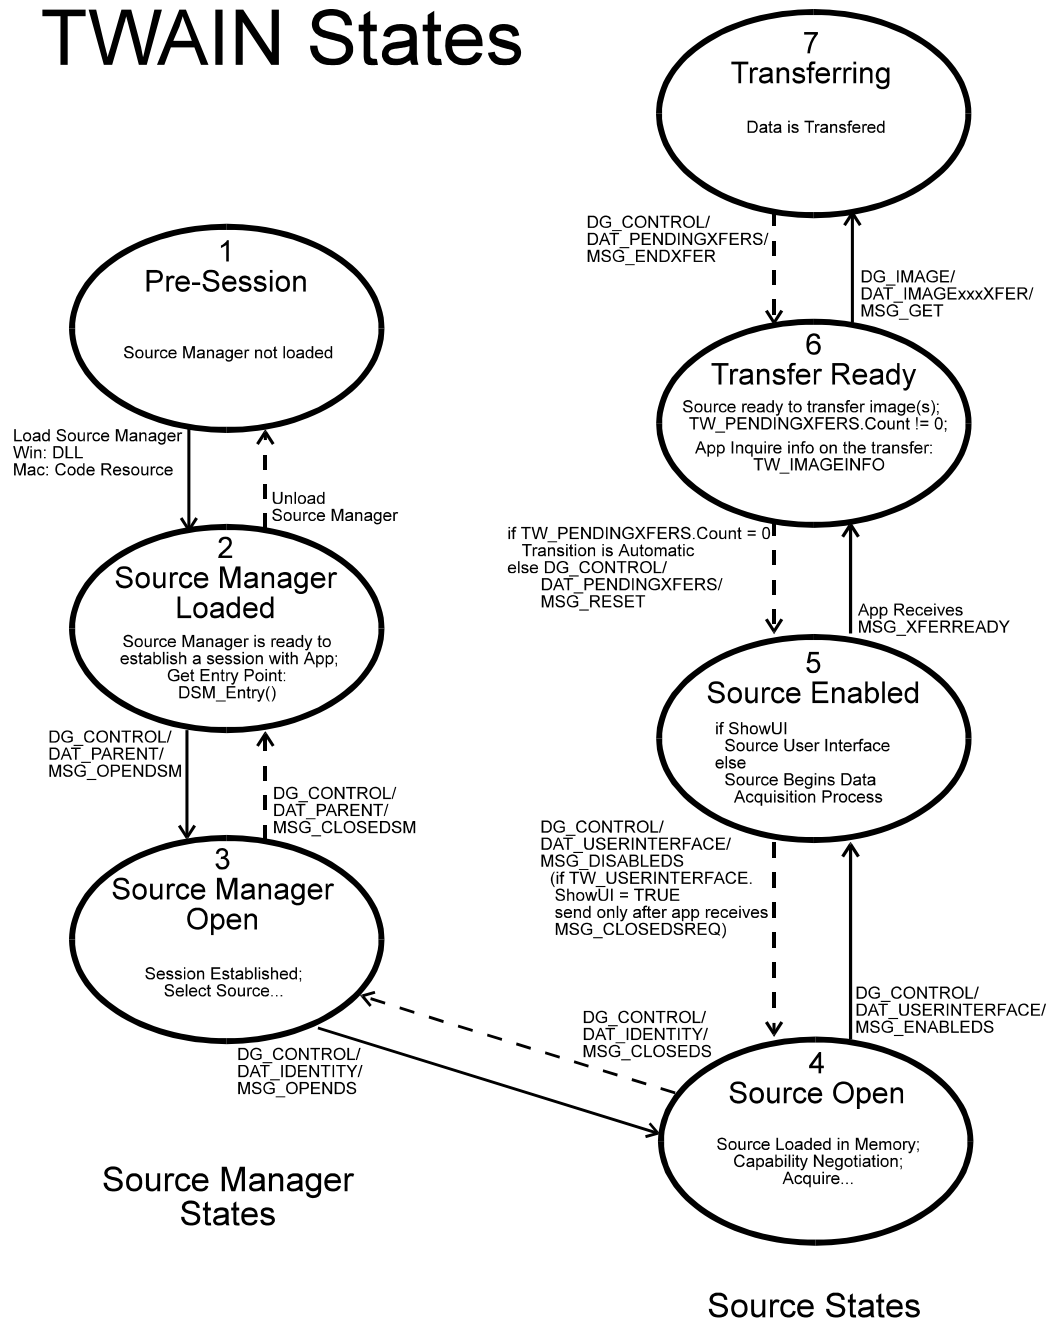 TWAIN States
1
Pre-Session
Source Manager not loaded
Load Source Manager
Win: DLL
Mac: Code Resource
Unload
Source Manager
2
Source Manager
Loaded
Source Manager is ready to
establish a session with App;
Get Entry Point:
DSM_Entry()
DG_CONTROL/
DAT_PARENT/
MSG_OPENDSM
DG_CONTROL/
DAT_PARENT/
MSG_CLOSEDSM
3
Source Manager
Open
Session Established;
Select Source...
DG_CONTROL/
DAT_IDENTITY/
MSG_OPENDS
Source Manager
States
7
Transferring
Data is Transfered
DG_CONTROL/
DAT_PENDINGXFERS/
MSG_ENDXFER
DG_IMAGE/
DAT_IMAGExxxXFER/
MSG_GET
6
Transfer Ready
Source ready to transfer image(s);
TW_PENDINGXFERS.Count != 0;
App Inquire info on the transfer:
TW_IMAGEINFO
if TW_PENDINGXFERS.Count = 0
Transition is Automatic
else DG_CONTROL/
DAT_PENDINGXFERS/
MSG_RESET
App Receives
MSG_XFERREADY
5
Source Enabled
if ShowUI
Source User Interface
else
Source Begins Data
Acquisition Process
DG_CONTROL/
DAT_USERINTERFACE/
MSG_DISABLEDS
(if TW_USERINTERFACE.
ShowUI = TRUE
send only after app receives
MSG_CLOSEDSREQ)
DG_CONTROL/
DAT_USERINTERFACE/
MSG_ENABLEDS
DG_CONTROL/
DAT_IDENTITY/
MSG_CLOSEDS
4
Source Open
Source Loaded in Memory;
Capability Negotiation;
Acquire...
Source States